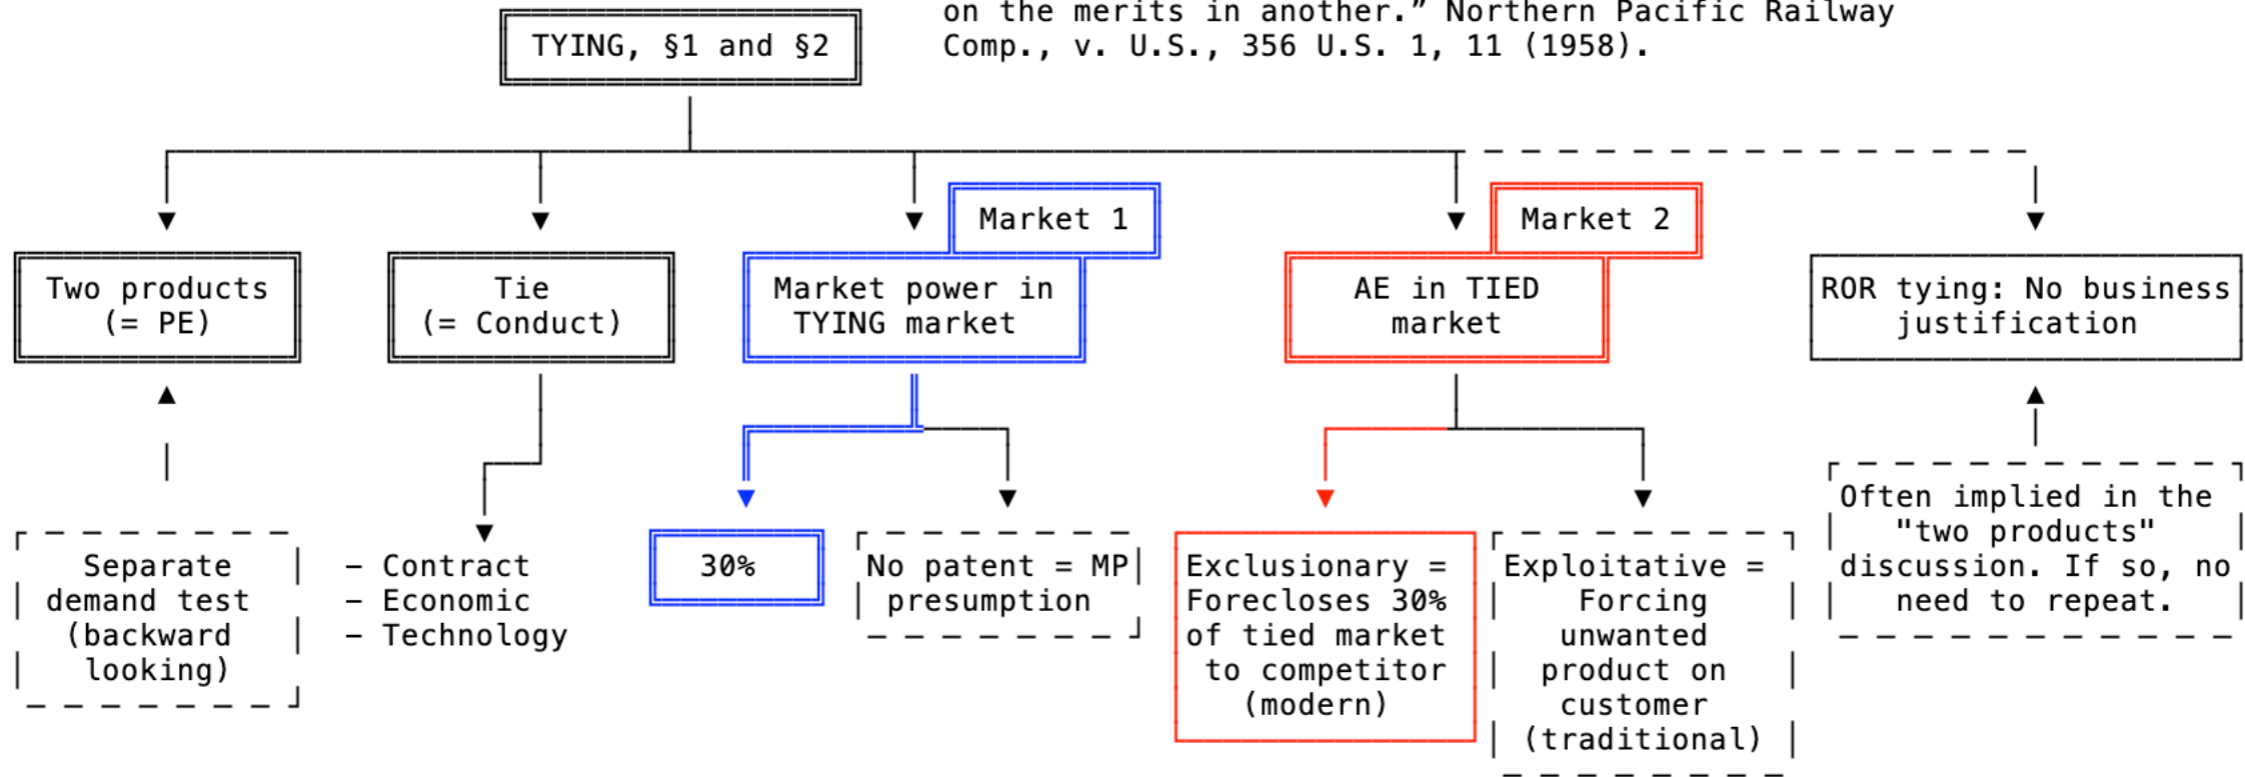 on the merits in another.” Northern Pacific Railway
Comp., v. U.S., 356 U.S. 1, 11 (1958).
TYING, §1 and §2
Market 1
Market 2
Two products
(= PE)
Tie
(= Conduct)
Market power in
TYING market
AE in TIED
market
ROR tying: No business
justification
Separate
demand test
(backward
looking)
– Contract
– Economic
– Technology
30%
No patent = MP
presumption
Exclusionary =
Forecloses 30%
of tied market
to competitor
(modern)
Exploitative =
Forcing
unwanted
product on
customer
(traditional)
Often implied in the
"two products"
discussion. If so, no
need to repeat.